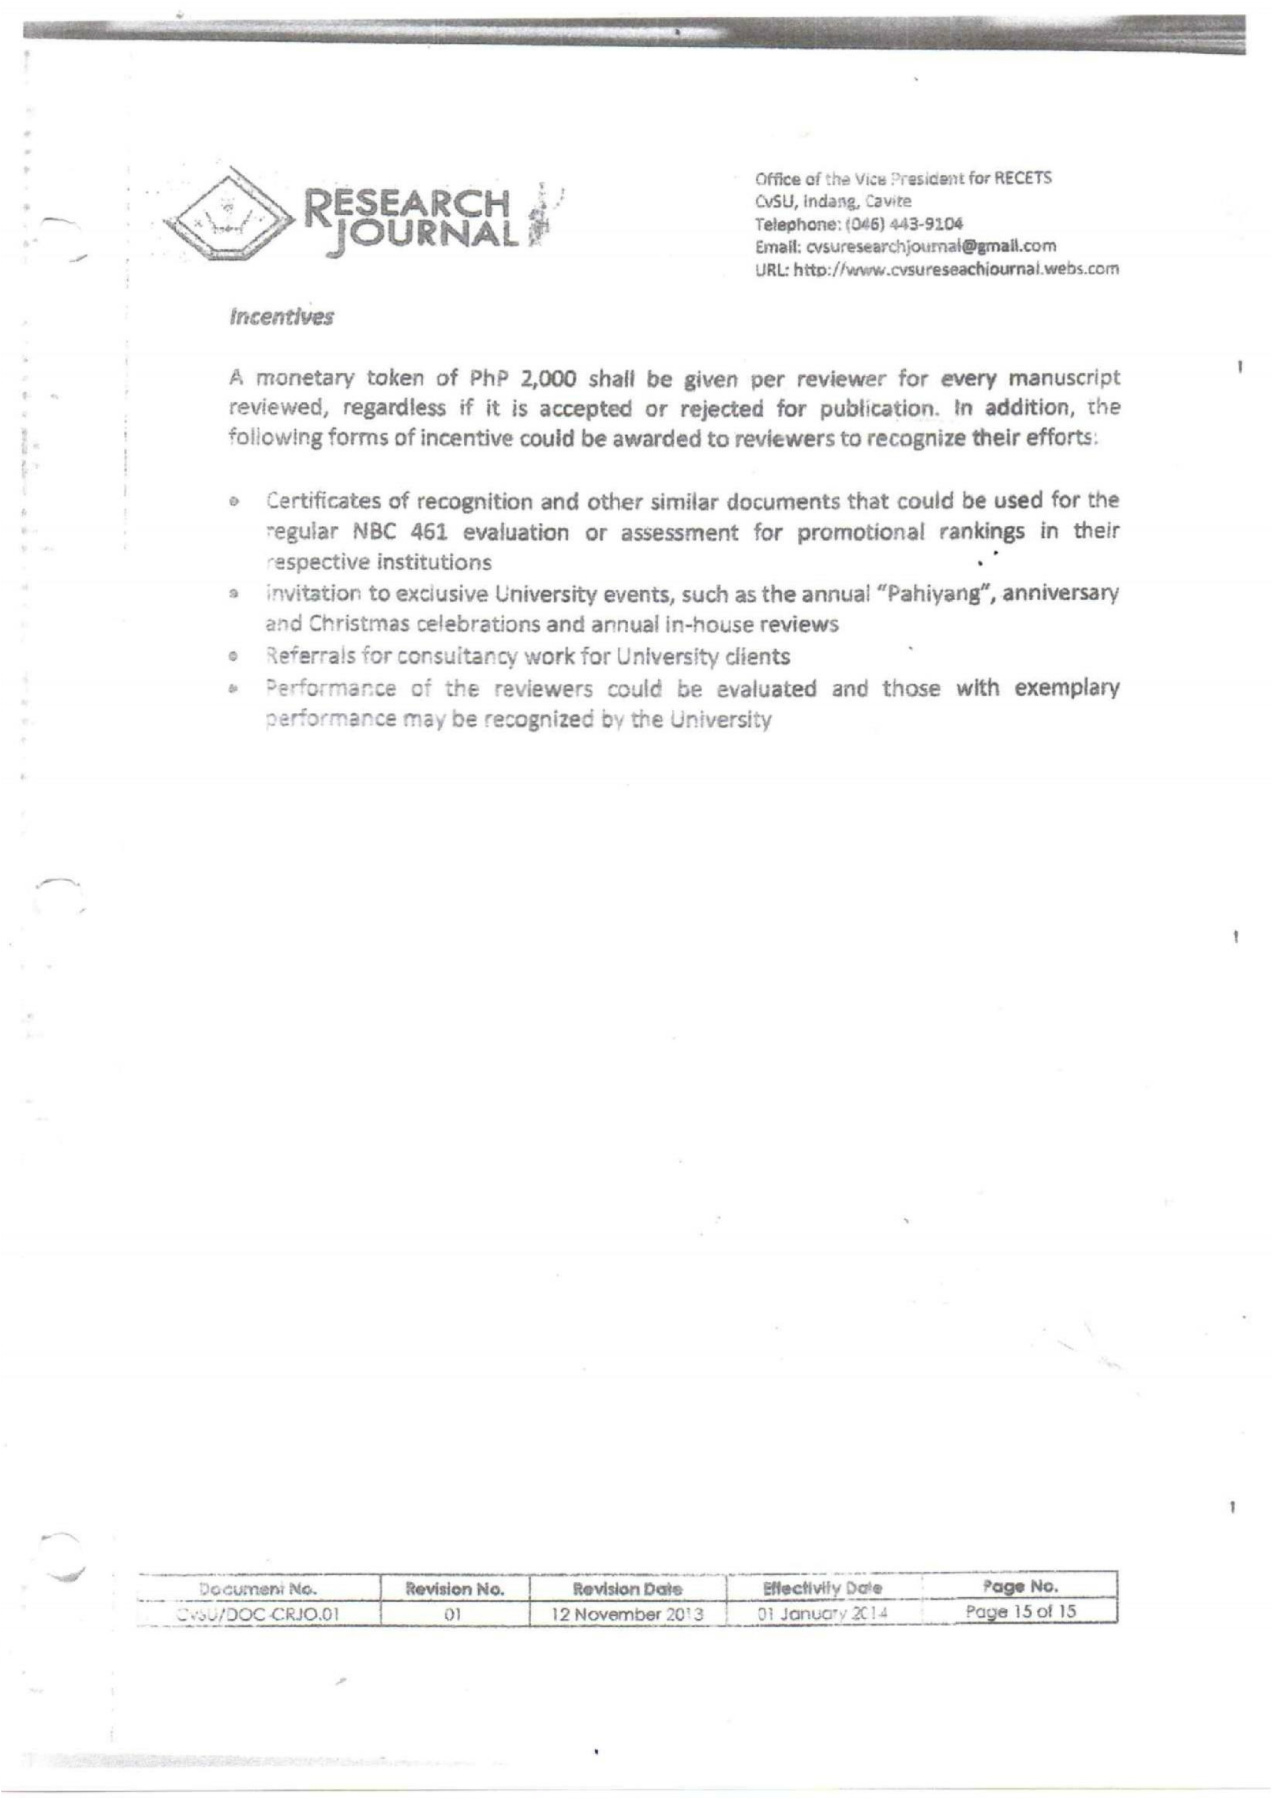 RESEARCH
JOURNAL
Office of the Vice President for RECETS
CvSU, Indang, Cavite
Telephone: (046) 443-9104
Email: cvsuresearchjournal@gmail.com
URL: http://www.cvsureseachjournal.webs.com
Incentives
A monetary token of PhP 2,000 shall be given per reviewer for every manuscript
reviewed, regardless if it is accepted or rejected for publication. In addition, the
following forms of incentive could be awarded to reviewers to recognize their efforts:
• Certificates of recognition and other similar documents that could be used for the
regular NBC 461 evaluation or assessment for promotional rankings in their
respective institutions
• Invitation to exclusive University events, such as the annual “Pahiyang”, anniversary
and Christmas celebrations and annual in-house reviews
• Referrals for consultancy work for University clients
• Performance of the reviewers could be evaluated and those with exemplary
performance may be recognized by the University
Document No. Revision No. Revision Date Effectivity Date Page No.
CvSU/DOC-CRJO.01 01 12 November 2013 01 January 2014 Page 15 of 15